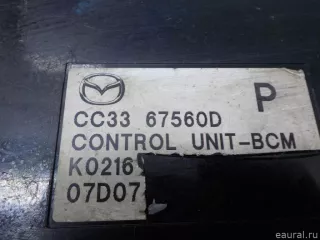 P
CC33 67560D
CONTROL UNIT-BCM
K0216
07D07
eaural.ru